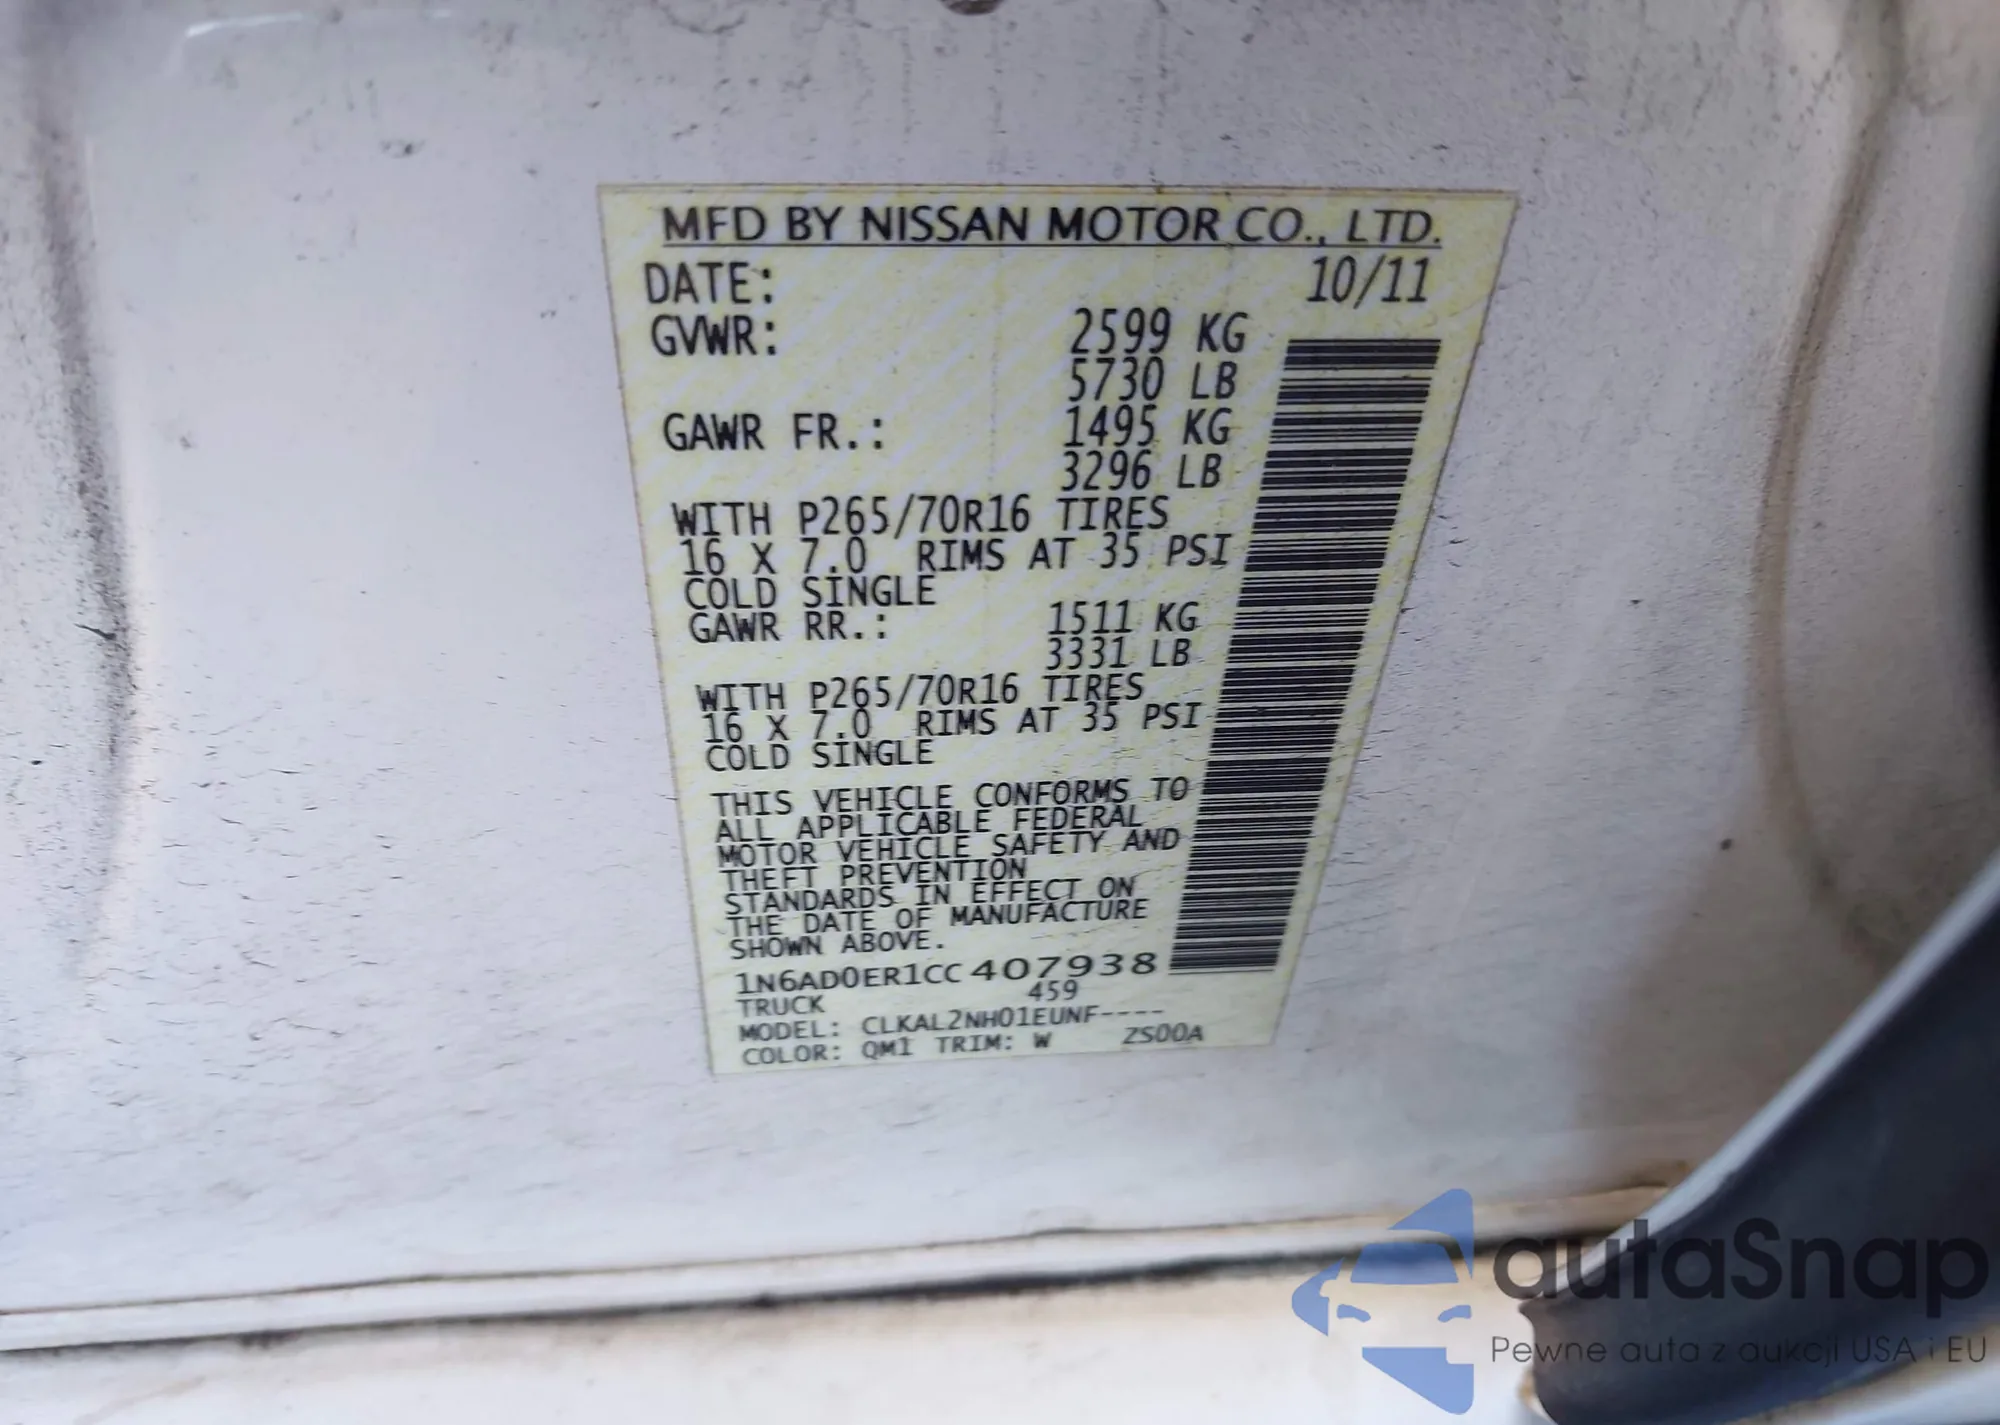 MFD BY NISSAN MOTOR CO., LTD.
DATE: 10/11
GVWR: 2599 KG
5730 LB
GAWR FR.: 1495 KG
3296 LB
WITH P265/70R16 TIRES
16 X 7.0 RIMS AT 35 PSI
COLD SINGLE
GAWR RR.: 1511 KG
3331 LB
WITH P265/70R16 TIRES
16 X 7.0 RIMS AT 35 PSI
COLD SINGLE
THIS VEHICLE CONFORMS TO
ALL APPLICABLE FEDERAL
MOTOR VEHICLE SAFETY AND
THEFT PREVENTION
STANDARDS IN EFFECT ON
THE DATE OF MANUFACTURE
SHOWN ABOVE.
1N6AD0ER1CC 407938
TRUCK 459
MODEL: CLKAL2NH01EUNF----
COLOR: QM1 TRIM: W ZS00A
autaSnap
Pewne auta z aukcji USA i EU